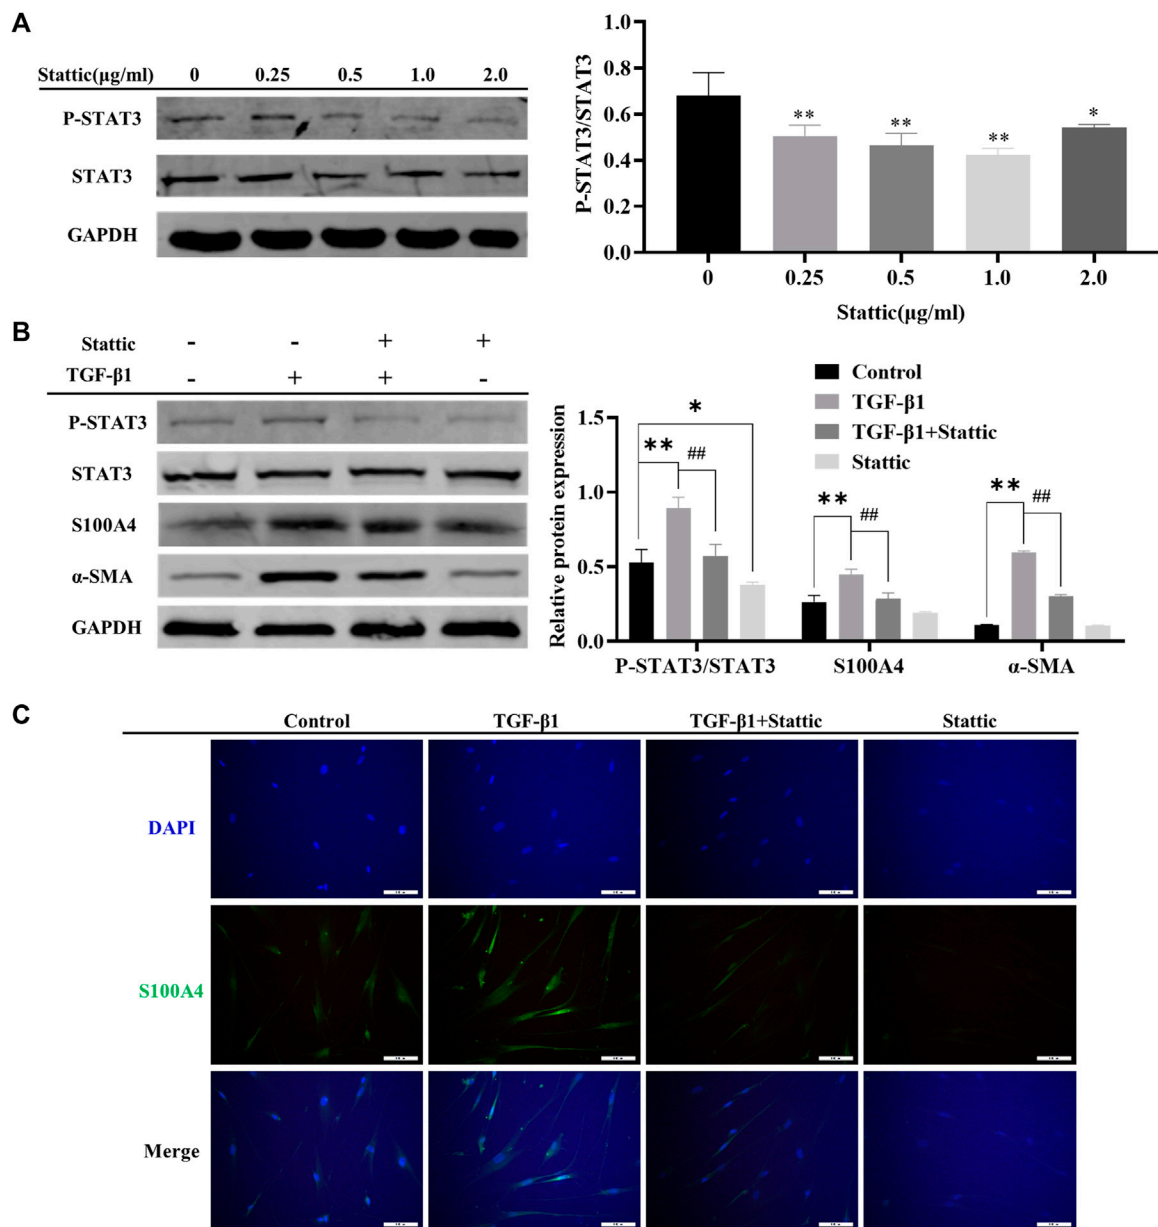 A
Stattic(μg/ml) 0 0.25 0.5 1.0 2.0
P-STAT3
STAT3
GAPDH
P-STAT3/STAT3
1.0
0.8
0.6
0.4
0.2
0.0
** ** ** *
0 0.25 0.5 1.0 2.0
Stattic(μg/ml)
B
Stattic - - + +
TGF-β1 - + + -
P-STAT3
STAT3
S100A4
α-SMA
GAPDH
Control
TGF-β1
TGF-β1+Stattic
Stattic
Relative protein expression
1.5
1.0
0.5
0.0
*
** ##
** ##
** ##
P-STAT3/STAT3 S100A4 α-SMA
C
Control TGF-β1 TGF-β1+Stattic Stattic
DAPI
S100A4
Merge